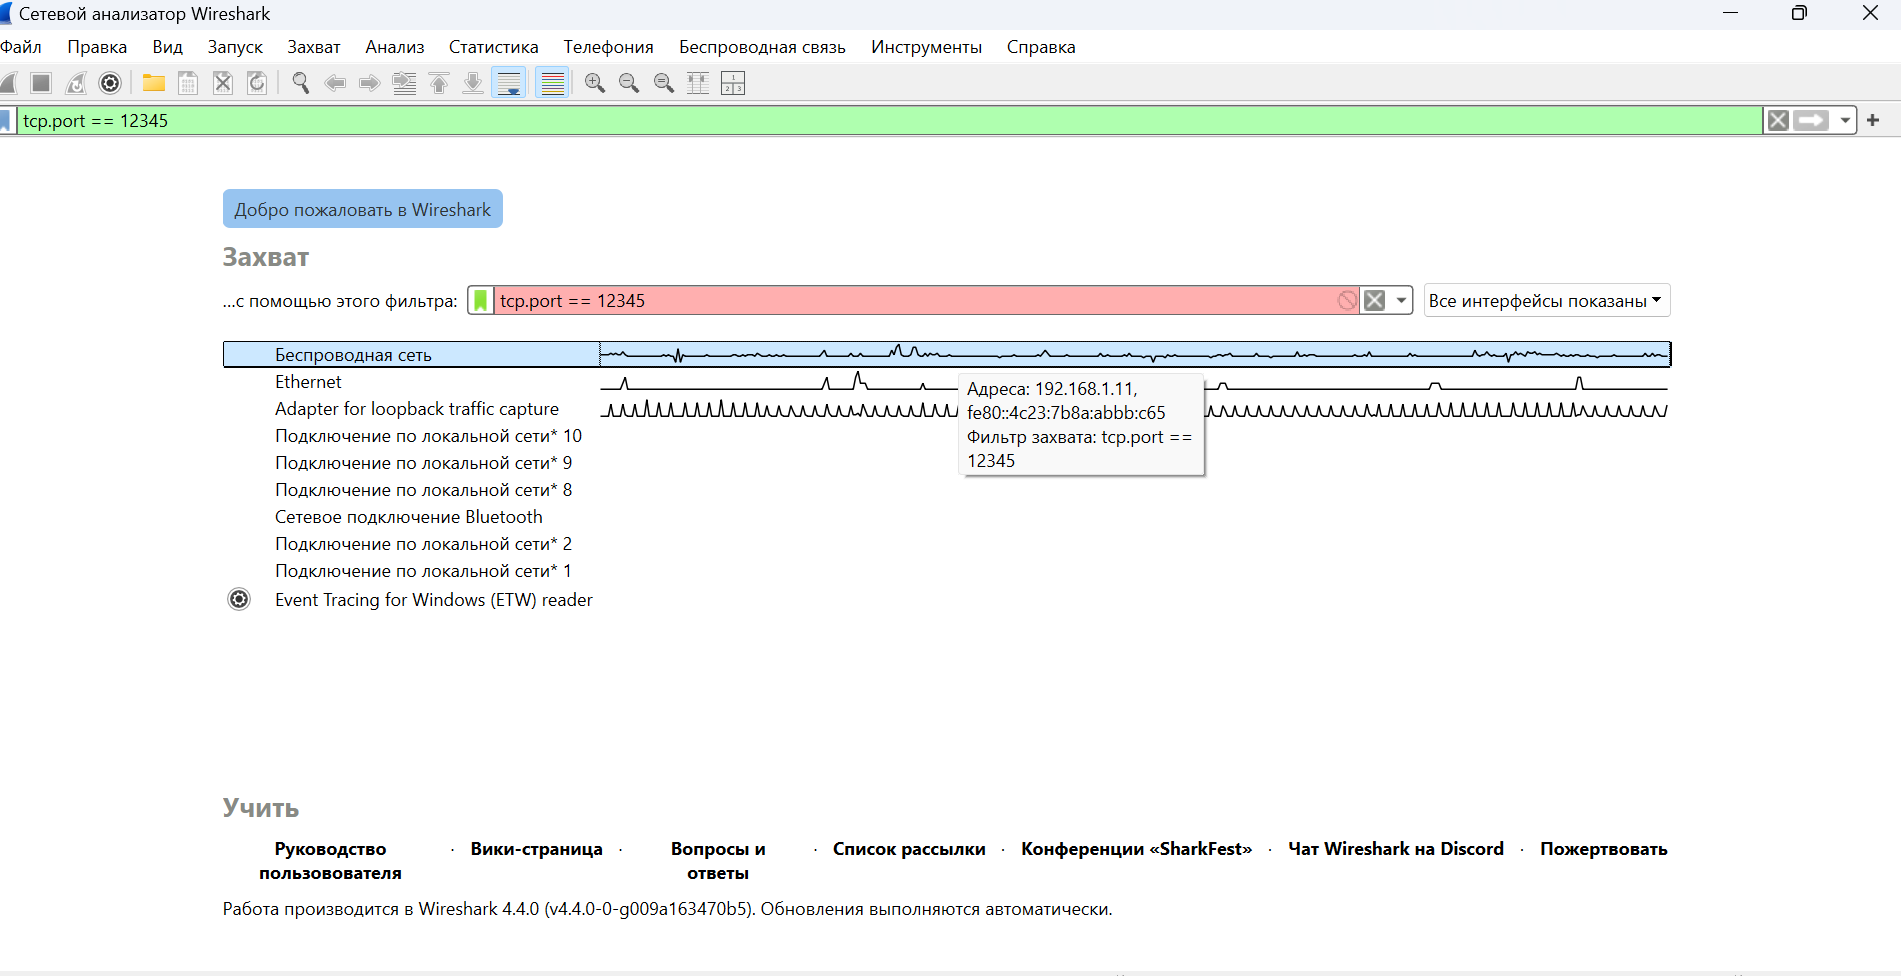 Сетевой анализатор Wireshark
Файл Правка Вид Запуск Захват Анализ Статистика Телефония Беспроводная связь Инструменты Справка
tcp.port == 12345
Добро пожаловать в Wireshark
Захват
...с помощью этого фильтра: tcp.port == 12345 Все интерфейсы показаны
Беспроводная сеть
Ethernet
Adapter for loopback traffic capture
Подключение по локальной сети* 10
Подключение по локальной сети* 9
Подключение по локальной сети* 8
Сетевое подключение Bluetooth
Подключение по локальной сети* 2
Подключение по локальной сети* 1
Event Tracing for Windows (ETW) reader
Адреса: 192.168.1.11,
fe80::4c23:7b8a:abbb:c65
Фильтр захвата: tcp.port ==
12345
Учить
Руководство · Вики-страница · Вопросы и · Список рассылки · Конференции «SharkFest» · Чат Wireshark на Discord · Пожертвовать
пользовователя ответы
Работа производится в Wireshark 4.4.0 (v4.4.0-0-g009a163470b5). Обновления выполняются автоматически.